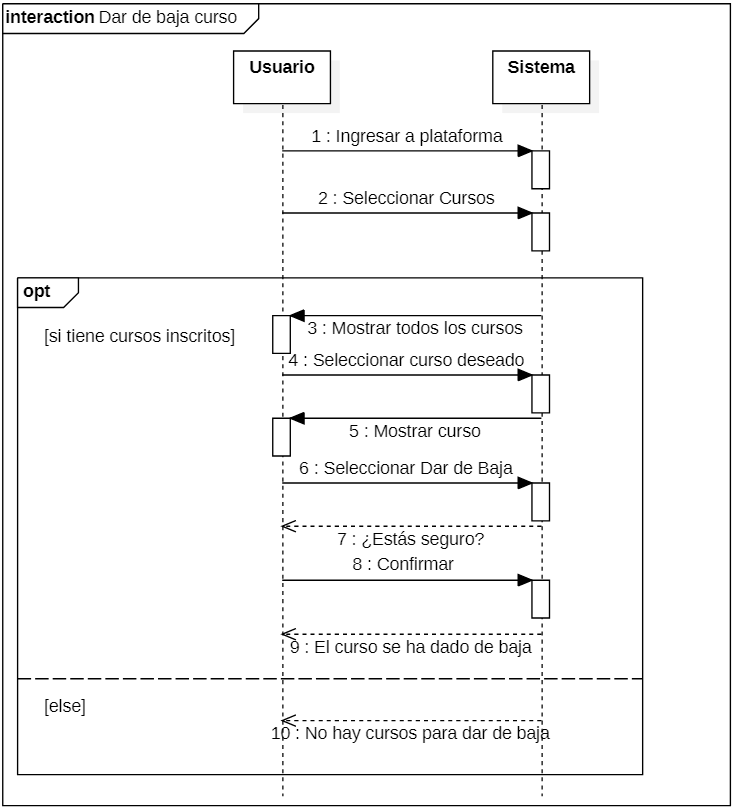 interaction Dar de baja curso
Usuario
Sistema
1 : Ingresar a plataforma
2 : Seleccionar Cursos
opt
[si tiene cursos inscritos]
3 : Mostrar todos los cursos
4 : Seleccionar curso deseado
5 : Mostrar curso
6 : Seleccionar Dar de Baja
7 : ¿Estás seguro?
8 : Confirmar
9 : El curso se ha dado de baja
[else]
10 : No hay cursos para dar de baja